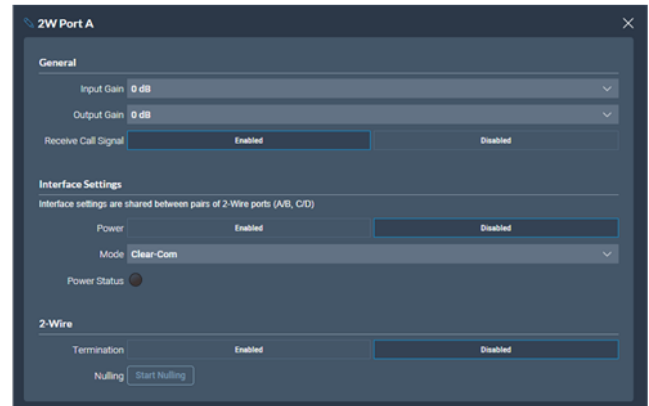 2W Port A
General
Input Gain 0 dB
Output Gain 0 dB
Receive Call Signal Enabled Disabled
Interface Settings
Interface settings are shared between pairs of 2-Wire ports (A/B, C/D)
Power Enabled Disabled
Mode Clear-Com
Power Status
2-Wire
Termination Enabled Disabled
Nulling Start Nulling